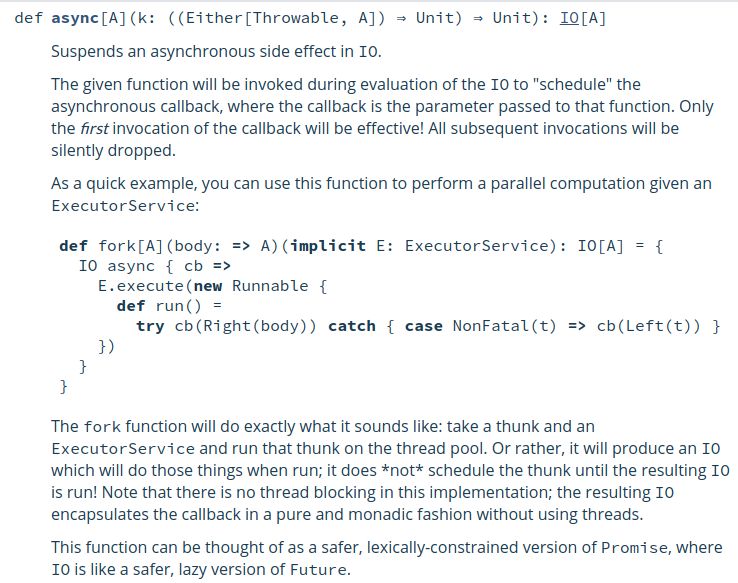 def async[A](k: ((Either[Throwable, A]) ⇒ Unit) ⇒ Unit): IO[A]
Suspends an asynchronous side effect in IO.
The given function will be invoked during evaluation of the IO to "schedule" the
asynchronous callback, where the callback is the parameter passed to that function. Only
the first invocation of the callback will be effective! All subsequent invocations will be
silently dropped.
As a quick example, you can use this function to perform a parallel computation given an
ExecutorService:
def fork[A](body: => A)(implicit E: ExecutorService): IO[A] = {
  IO async { cb =>
    E.execute(new Runnable {
      def run() =
        try cb(Right(body)) catch { case NonFatal(t) => cb(Left(t)) }
    })
  }
}
The fork function will do exactly what it sounds like: take a thunk and an
ExecutorService and run that thunk on the thread pool. Or rather, it will produce an IO
which will do those things when run; it does *not* schedule the thunk until the resulting IO
is run! Note that there is no thread blocking in this implementation; the resulting IO
encapsulates the callback in a pure and monadic fashion without using threads.
This function can be thought of as a safer, lexically-constrained version of Promise, where
IO is like a safer, lazy version of Future.